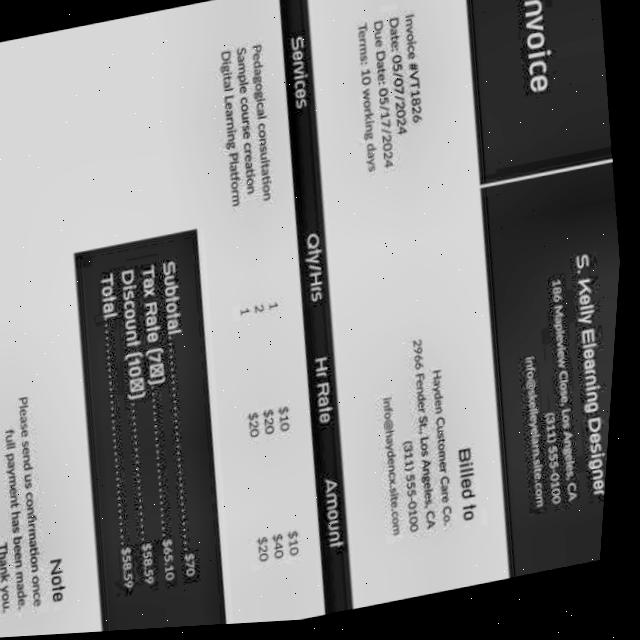 nvoice
S. Kelly Elearning Designer
186 Mapleview Close, Los Angeles, CA
(311) 555-0100
Invoice #VT1826
Date: 05/07/2024
Due Date: 05/17/2024
Terms: 10 working days
Billed to
Hayden Customer Care Co.
2966 Fender St., Los Angeles, CA
(311) 555-0100
info@haydencx.site.com
Services Qty/Hrs Hr Rate Amount
Pedagogical consultation 1 $10 $10
Sample course creation 2 $20 $40
Digital Learning Platform 1 $20 $20
Subtotal $70
Tax Rate (7▯) $65.10
Discount (10▯) $58.59
Total $58.59
Note
Please send us confirmation once
full payment has been made.
Thank you.